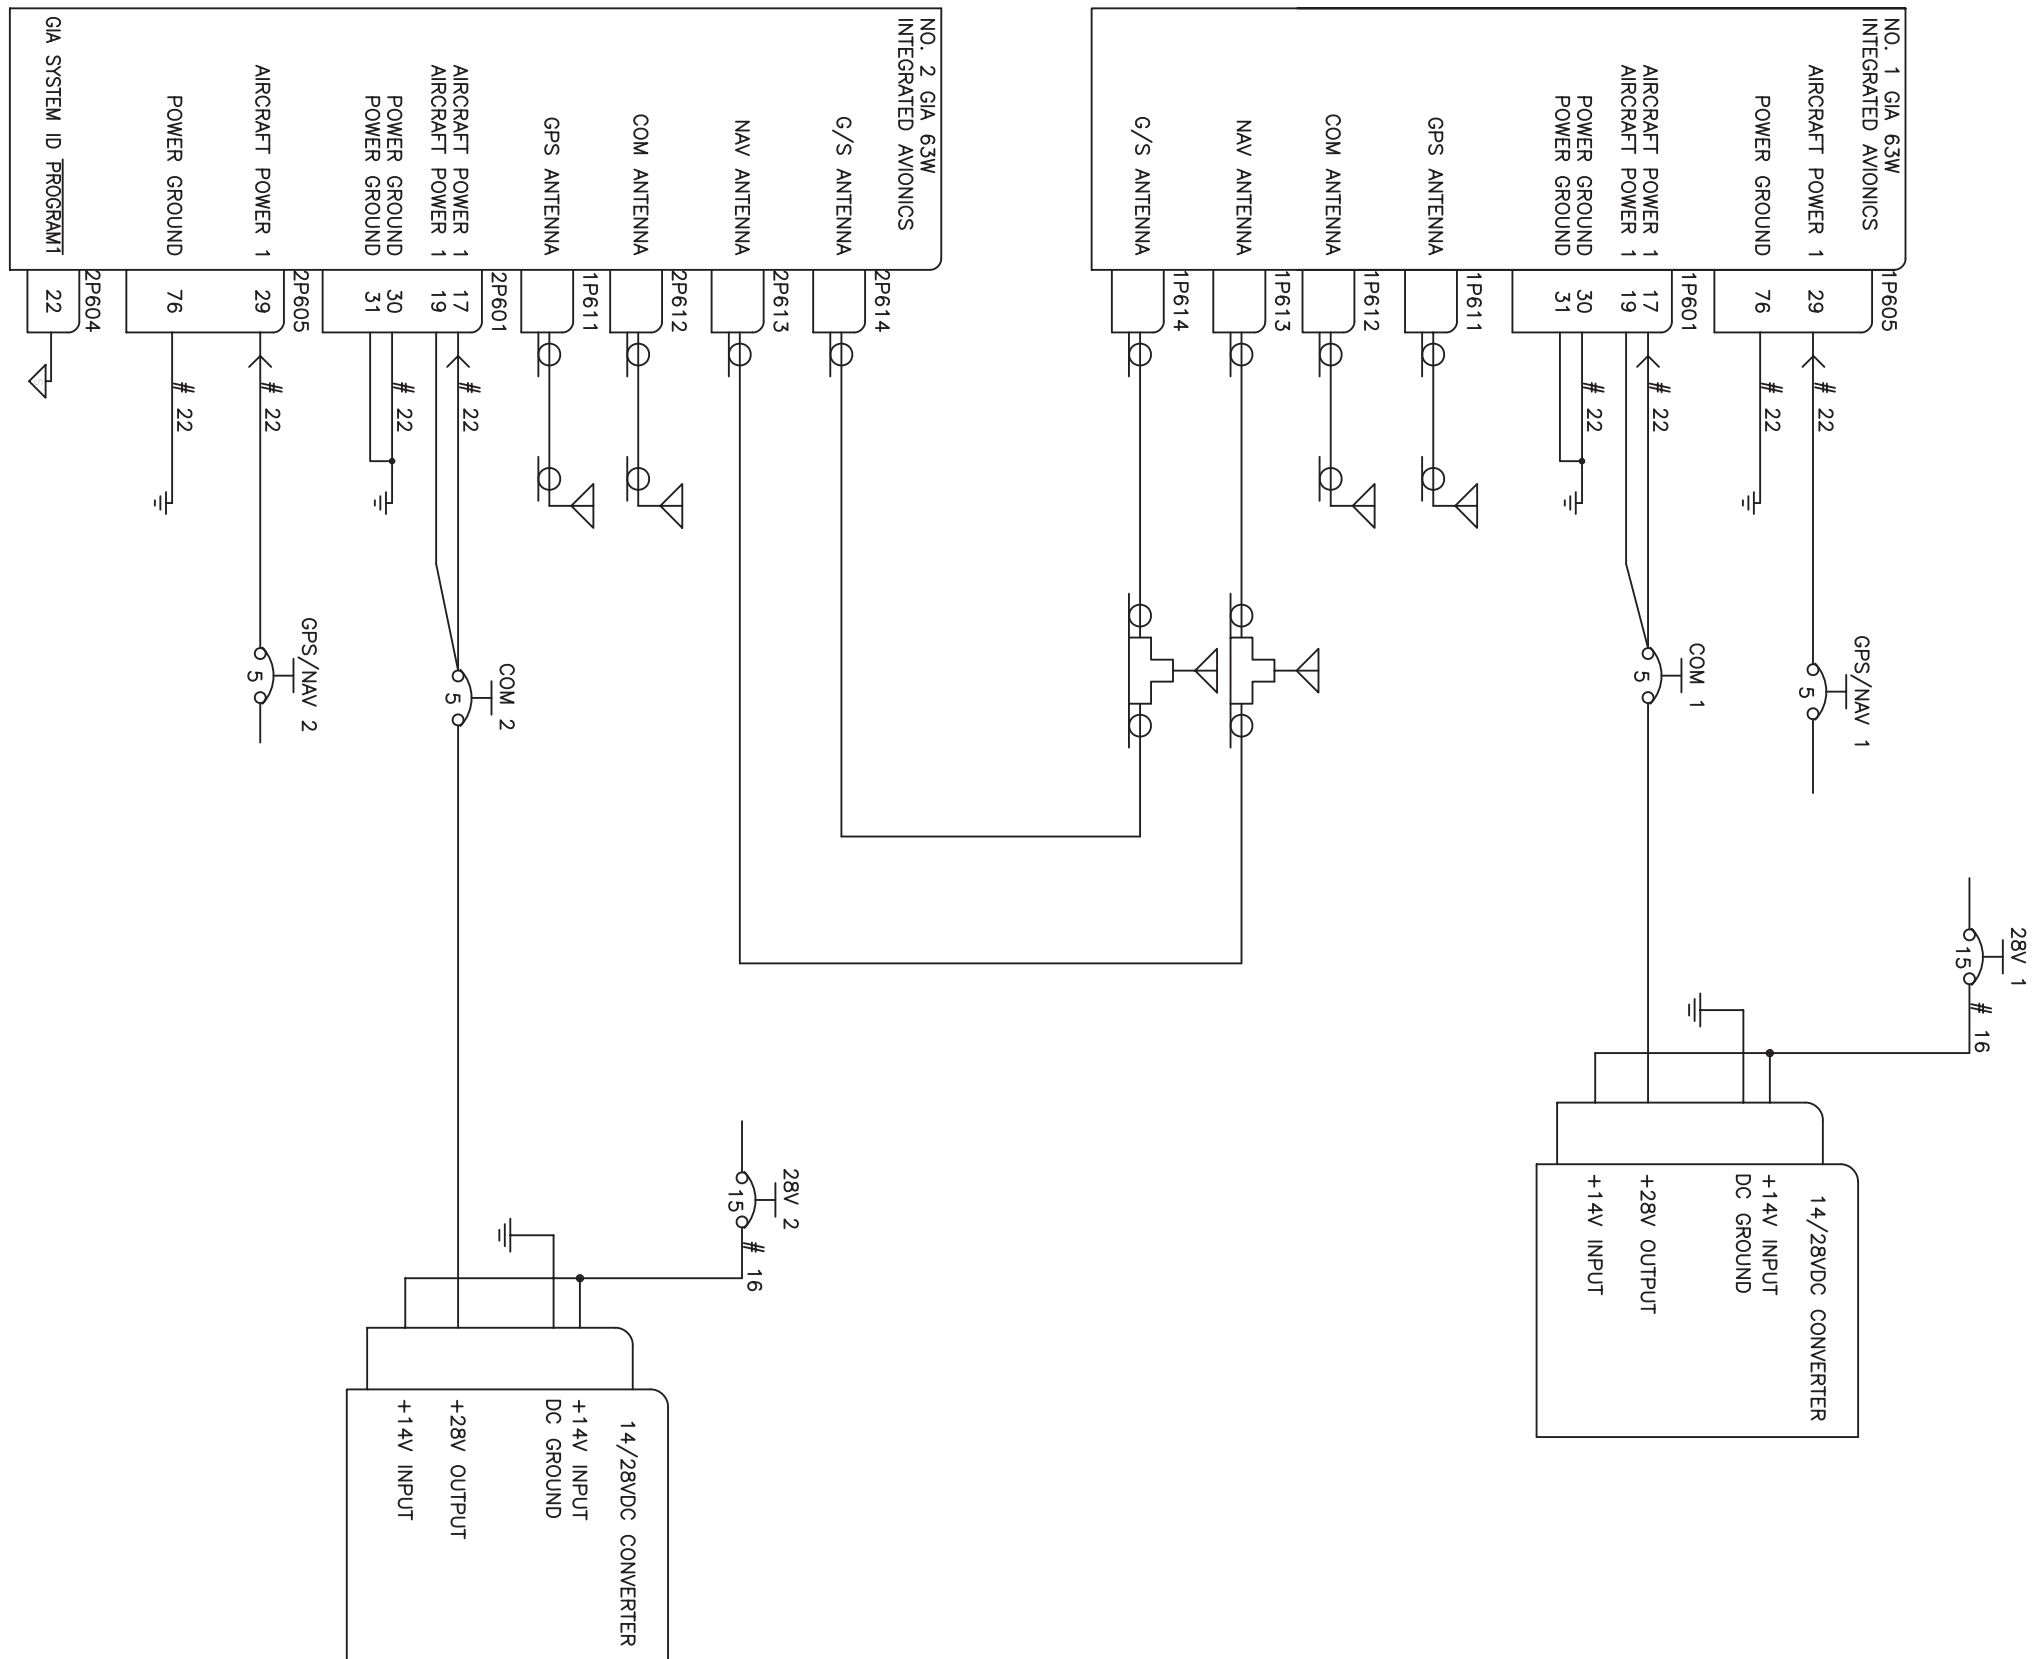 NO. 1 GIA 63W
INTEGRATED AVIONICS
AIRCRAFT POWER 1
POWER GROUND
AIRCRAFT POWER 1
AIRCRAFT POWER 1
POWER GROUND
POWER GROUND
GPS ANTENNA
COM ANTENNA
NAV ANTENNA
G/S ANTENNA
1P605
29
76
1P601
17
19
30
31
1P611
1P612
1P613
1P614
# 22
# 22
# 22
# 22
GPS/NAV 1
5
COM 1
5
28V 1
15
# 16
14/28VDC CONVERTER
+14V INPUT
DC GROUND
+28V OUTPUT
+14V INPUT
NO. 2 GIA 63W
INTEGRATED AVIONICS
G/S ANTENNA
NAV ANTENNA
COM ANTENNA
GPS ANTENNA
AIRCRAFT POWER 1
AIRCRAFT POWER 1
POWER GROUND
POWER GROUND
AIRCRAFT POWER 1
POWER GROUND
GIA SYSTEM ID PROGRAM1
2P614
2P613
2P612
1P611
2P601
17
19
30
31
2P605
29
76
2P604
22
# 22
# 22
# 22
# 22
COM 2
5
GPS/NAV 2
5
28V 2
15
# 16
14/28VDC CONVERTER
+14V INPUT
DC GROUND
+28V OUTPUT
+14V INPUT